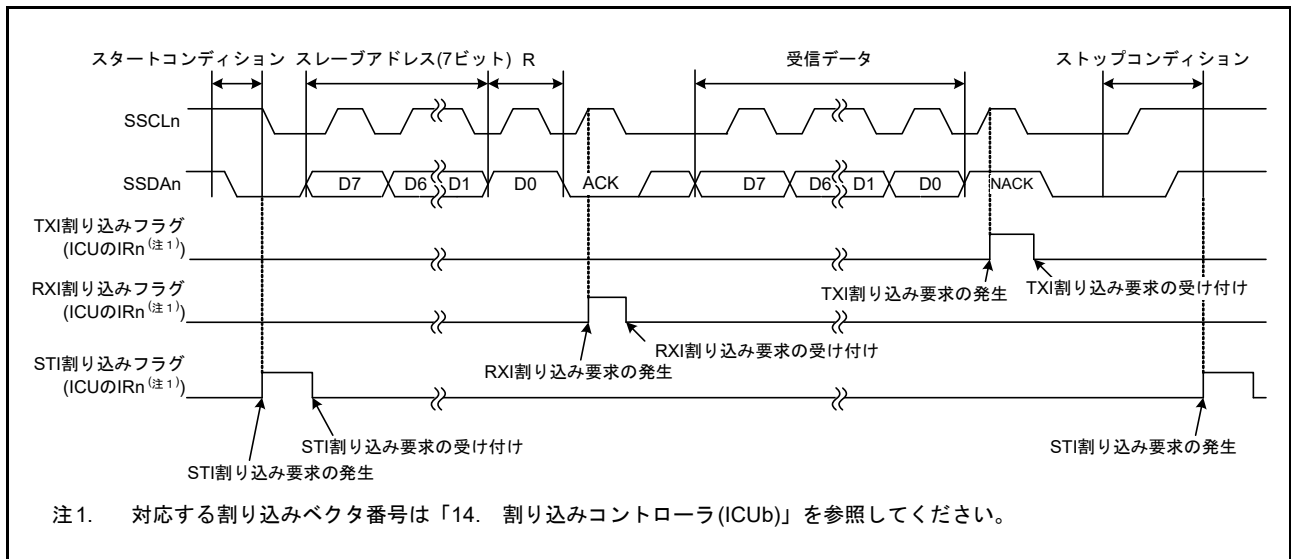 スタートコンディション スレーブアドレス(7ビット) R 受信データ ストップコンディション
SSCLn
SSDAn D7 D6 D1 D0 ACK D7 D6 D1 D0 NACK
TXI割り込みフラグ
(ICUのIRn(注1))
TXI割り込み要求の発生 TXI割り込み要求の受け付け
RXI割り込みフラグ
(ICUのIRn(注1))
RXI割り込み要求の受け付け
RXI割り込み要求の発生
STI割り込みフラグ
(ICUのIRn(注1))
STI割り込み要求の受け付け STI割り込み要求の発生
STI割り込み要求の発生
注1. 対応する割り込みベクタ番号は「14. 割り込みコントローラ(ICUb)」を参照してください。